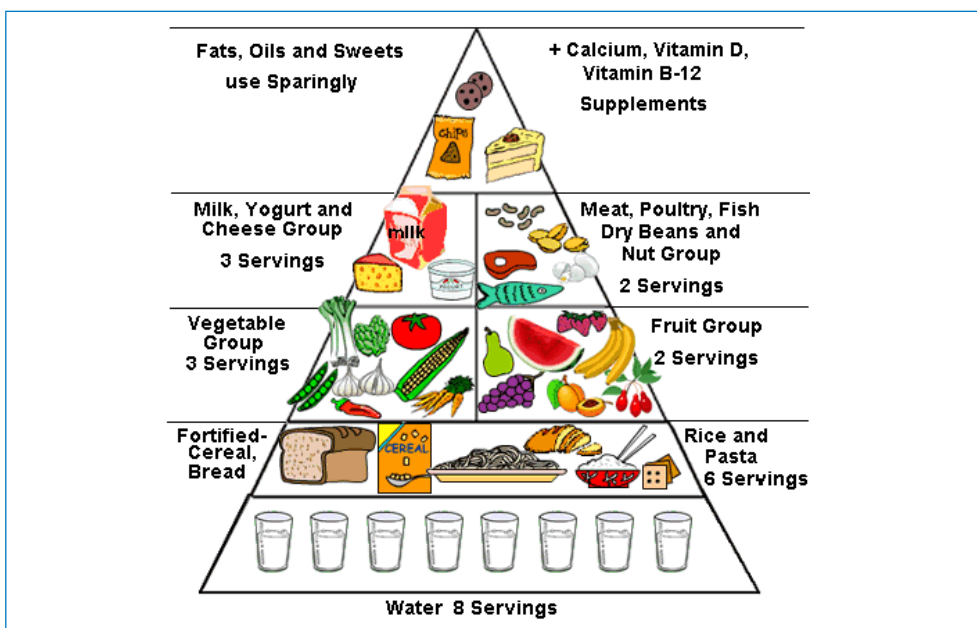 Fats, Oils and Sweets
use Sparingly
+ Calcium, Vitamin D,
Vitamin B-12
Supplements
chips
Milk, Yogurt and
Cheese Group
3 Servings
milk
YOGURT
Meat, Poultry, Fish
Dry Beans and
Nut Group
2 Servings
Vegetable
Group
3 Servings
Fruit Group
2 Servings
Fortified-
Cereal,
Bread
CEREAL
Rice and
Pasta
6 Servings
Water 8 Servings